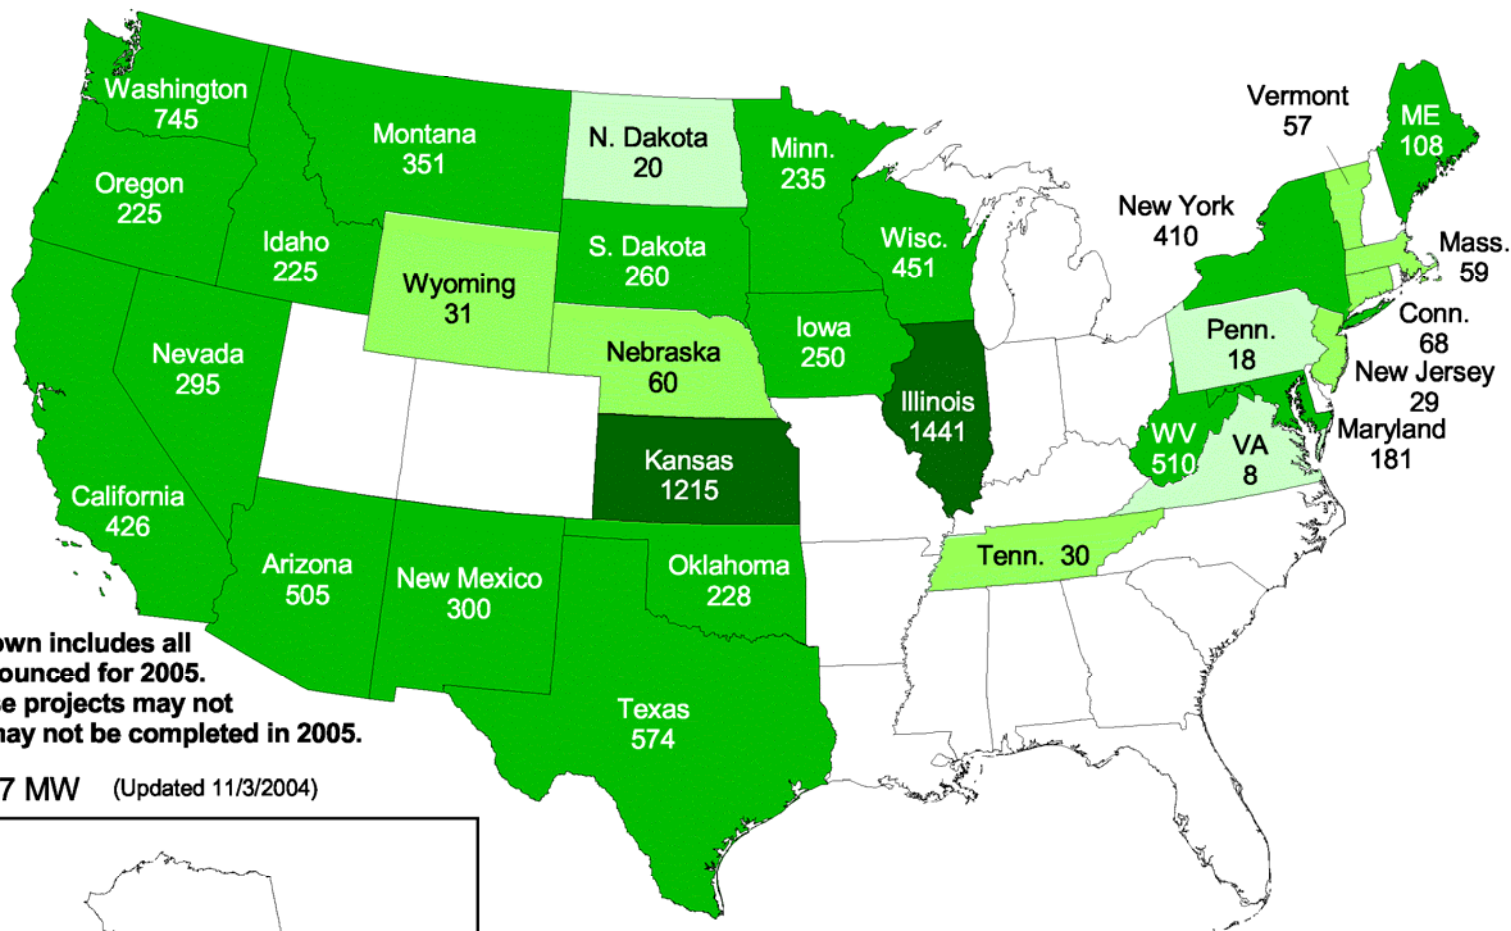 Washington
745
Oregon
225
California
426
Nevada
295
Idaho
225
Montana
351
Wyoming
31
Arizona
505
New Mexico
300
N. Dakota
20
S. Dakota
260
Nebraska
60
Kansas
1215
Oklahoma
228
Texas
574
Minn.
235
Iowa
250
Wisc.
451
Illinois
1441
Tenn. 30
WV
510
VA
8
Penn.
18
New York
410
Vermont
57
ME
108
Mass.
59
Conn.
68
New Jersey
29
Maryland
181
own includes all
ounced for 2005.
se projects may not
may not be completed in 2005.
7 MW (Updated 11/3/2004)